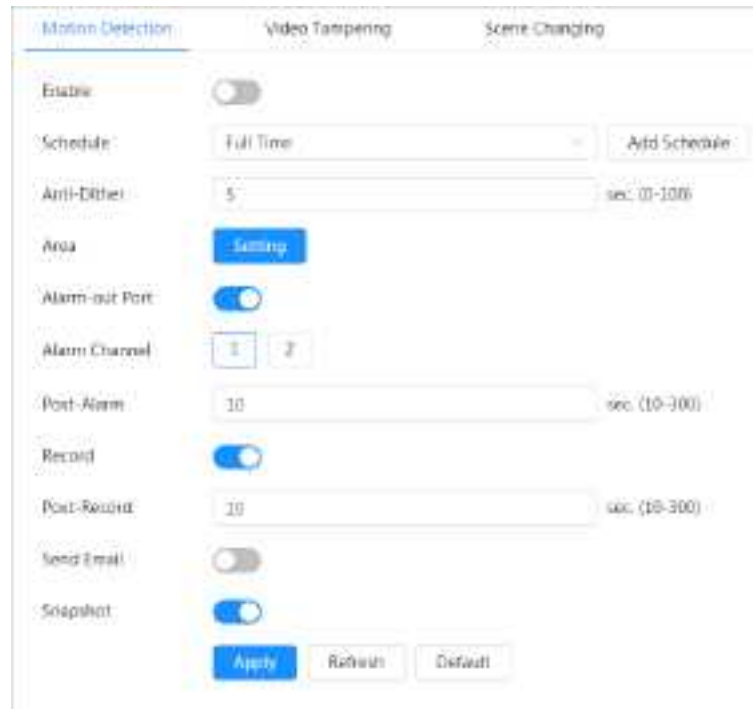 Motion Detection Video Tampering Scene Changing
Enable
Schedule Full Time Add Schedule
Anti-Dither 5 sec. (0-100)
Area Setting
Alarm-out Port
Alarm Channel 1 2
Post-Alarm 10 sec. (10-300)
Record
Post-Record 10 sec. (10-300)
Send Email
Snapshot
Apply Refresh Default